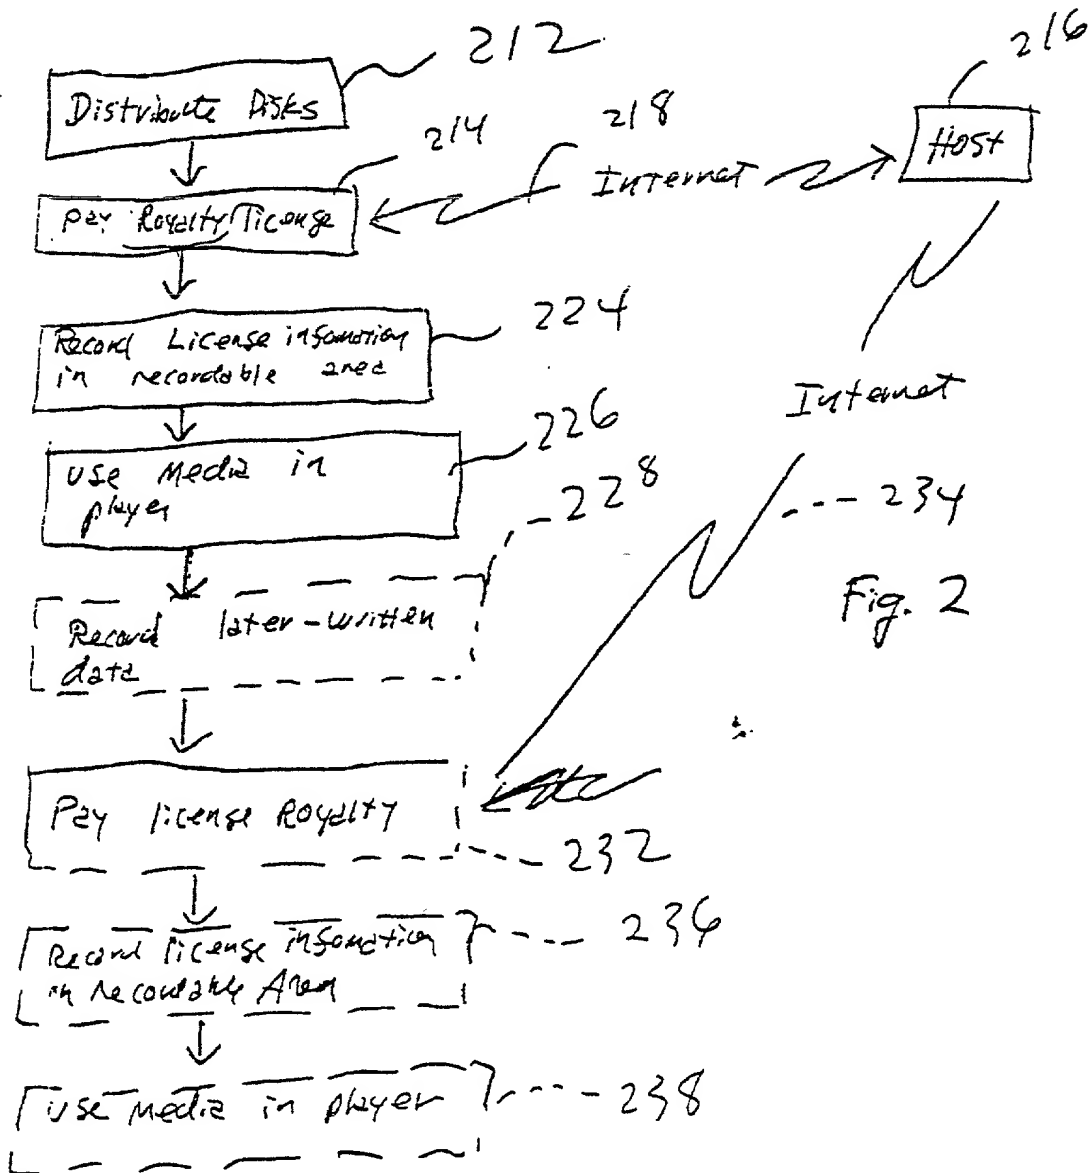 212
216
Distribute Disks
214
218
Host
Internet
Pay Royalty/license
224
Record License infomation
in recordable area
Internet
226
use Media in
player
228
234
Fig. 2
Record later-written
data
Pay license Royalty
232
236
Record license infomation
in recordable Area
use media in player
238